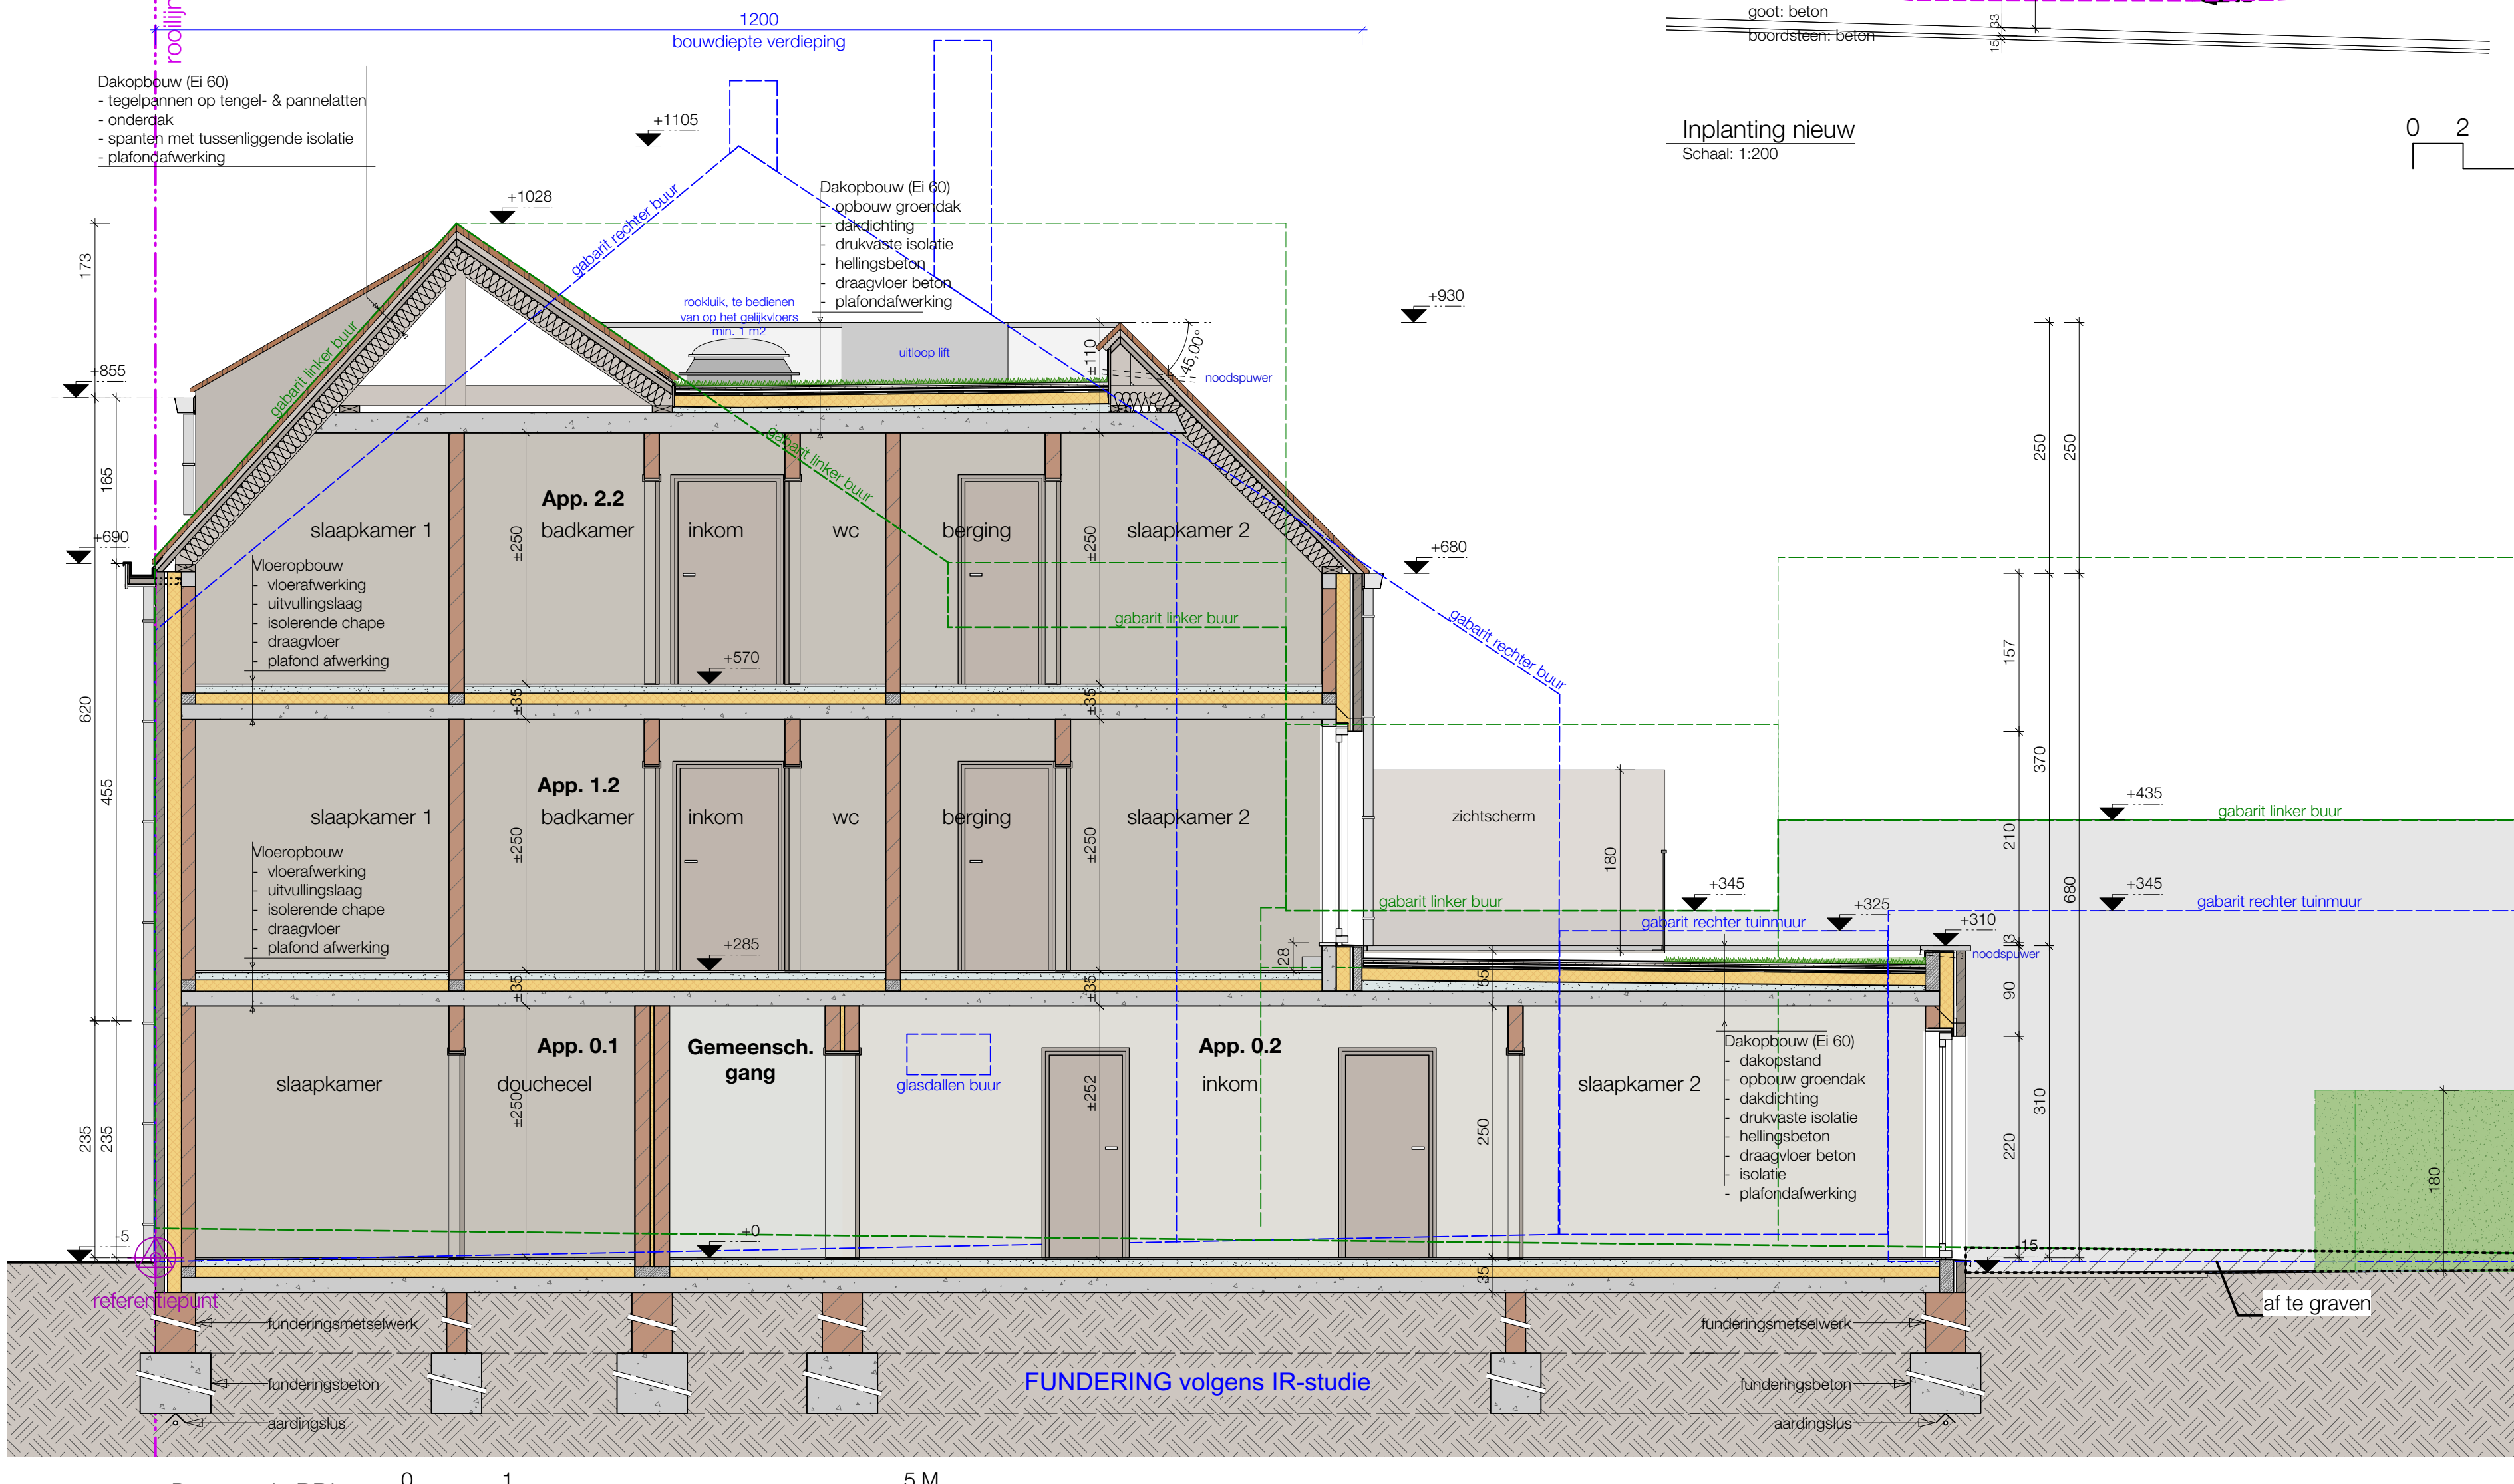 1200
bouwdiepte verdieping
rooilijn
goot: beton
boordsteen: beton
33
15
Inplanting nieuw
Schaal: 1:200
0 2
Dakopbouw (Ei 60)
- tegelpannen op tengel- & pannelatten
- onderdak
- spanten met tussenliggende isolatie
- plafondafwerking
+1105
+1028
gabarit rechter buur
Dakopbouw (Ei 60)
- opbouw groendak
- dakdichting
- drukvaste isolatie
- hellingsbeton
- draagvloer beton
- plafondafwerking
rookluik, te bedienen
van op het gelijkvloers
min. 1 m2
uitloop lift
+930
±110
45,00°
noodspuwer
173
+855
gabarit linker buur
gabarit linker buur
165
+690
App. 2.2
slaapkamer 1
badkamer
inkom
wc
berging
slaapkamer 2
±250
±250
+680
250
250
Vloeropbouw
- vloerafwerking
- uitvullingslaag
- isolerende chape
- draagvloer
- plafond afwerking
gabarit linker buur
gabarit rechter buur
+570
±35
±35
620
455
157
370
210
680
App. 1.2
slaapkamer 1
badkamer
inkom
wc
berging
slaapkamer 2
±250
±250
zichtscherm
180
+435
gabarit linker buur
Vloeropbouw
- vloerafwerking
- uitvullingslaag
- isolerende chape
- draagvloer
- plafond afwerking
gabarit linker buur
+345
+325
gabarit rechter tuinmuur
+310
+345
gabarit rechter tuinmuur
noodspuwer
+285
28
55
3
90
±35
±35
App. 0.1
slaapkamer
douchecel
±250
Gemeensch.
gang
glasdallen buur
±252
App. 0.2
inkom
250
slaapkamer 2
Dakopbouw (Ei 60)
- dakopstand
- opbouw groendak
- dakdichting
- drukvaste isolatie
- hellingsbeton
- draagvloer beton
- isolatie
- plafondafwerking
235
235
220
310
180
-5
+0
-15
35
referentiepunt
af te graven
funderingsmetselwerk
funderingsmetselwerk
funderingsbeton
FUNDERING volgens IR-studie
funderingsbeton
aardingslus
aardingslus
0 1 5 M